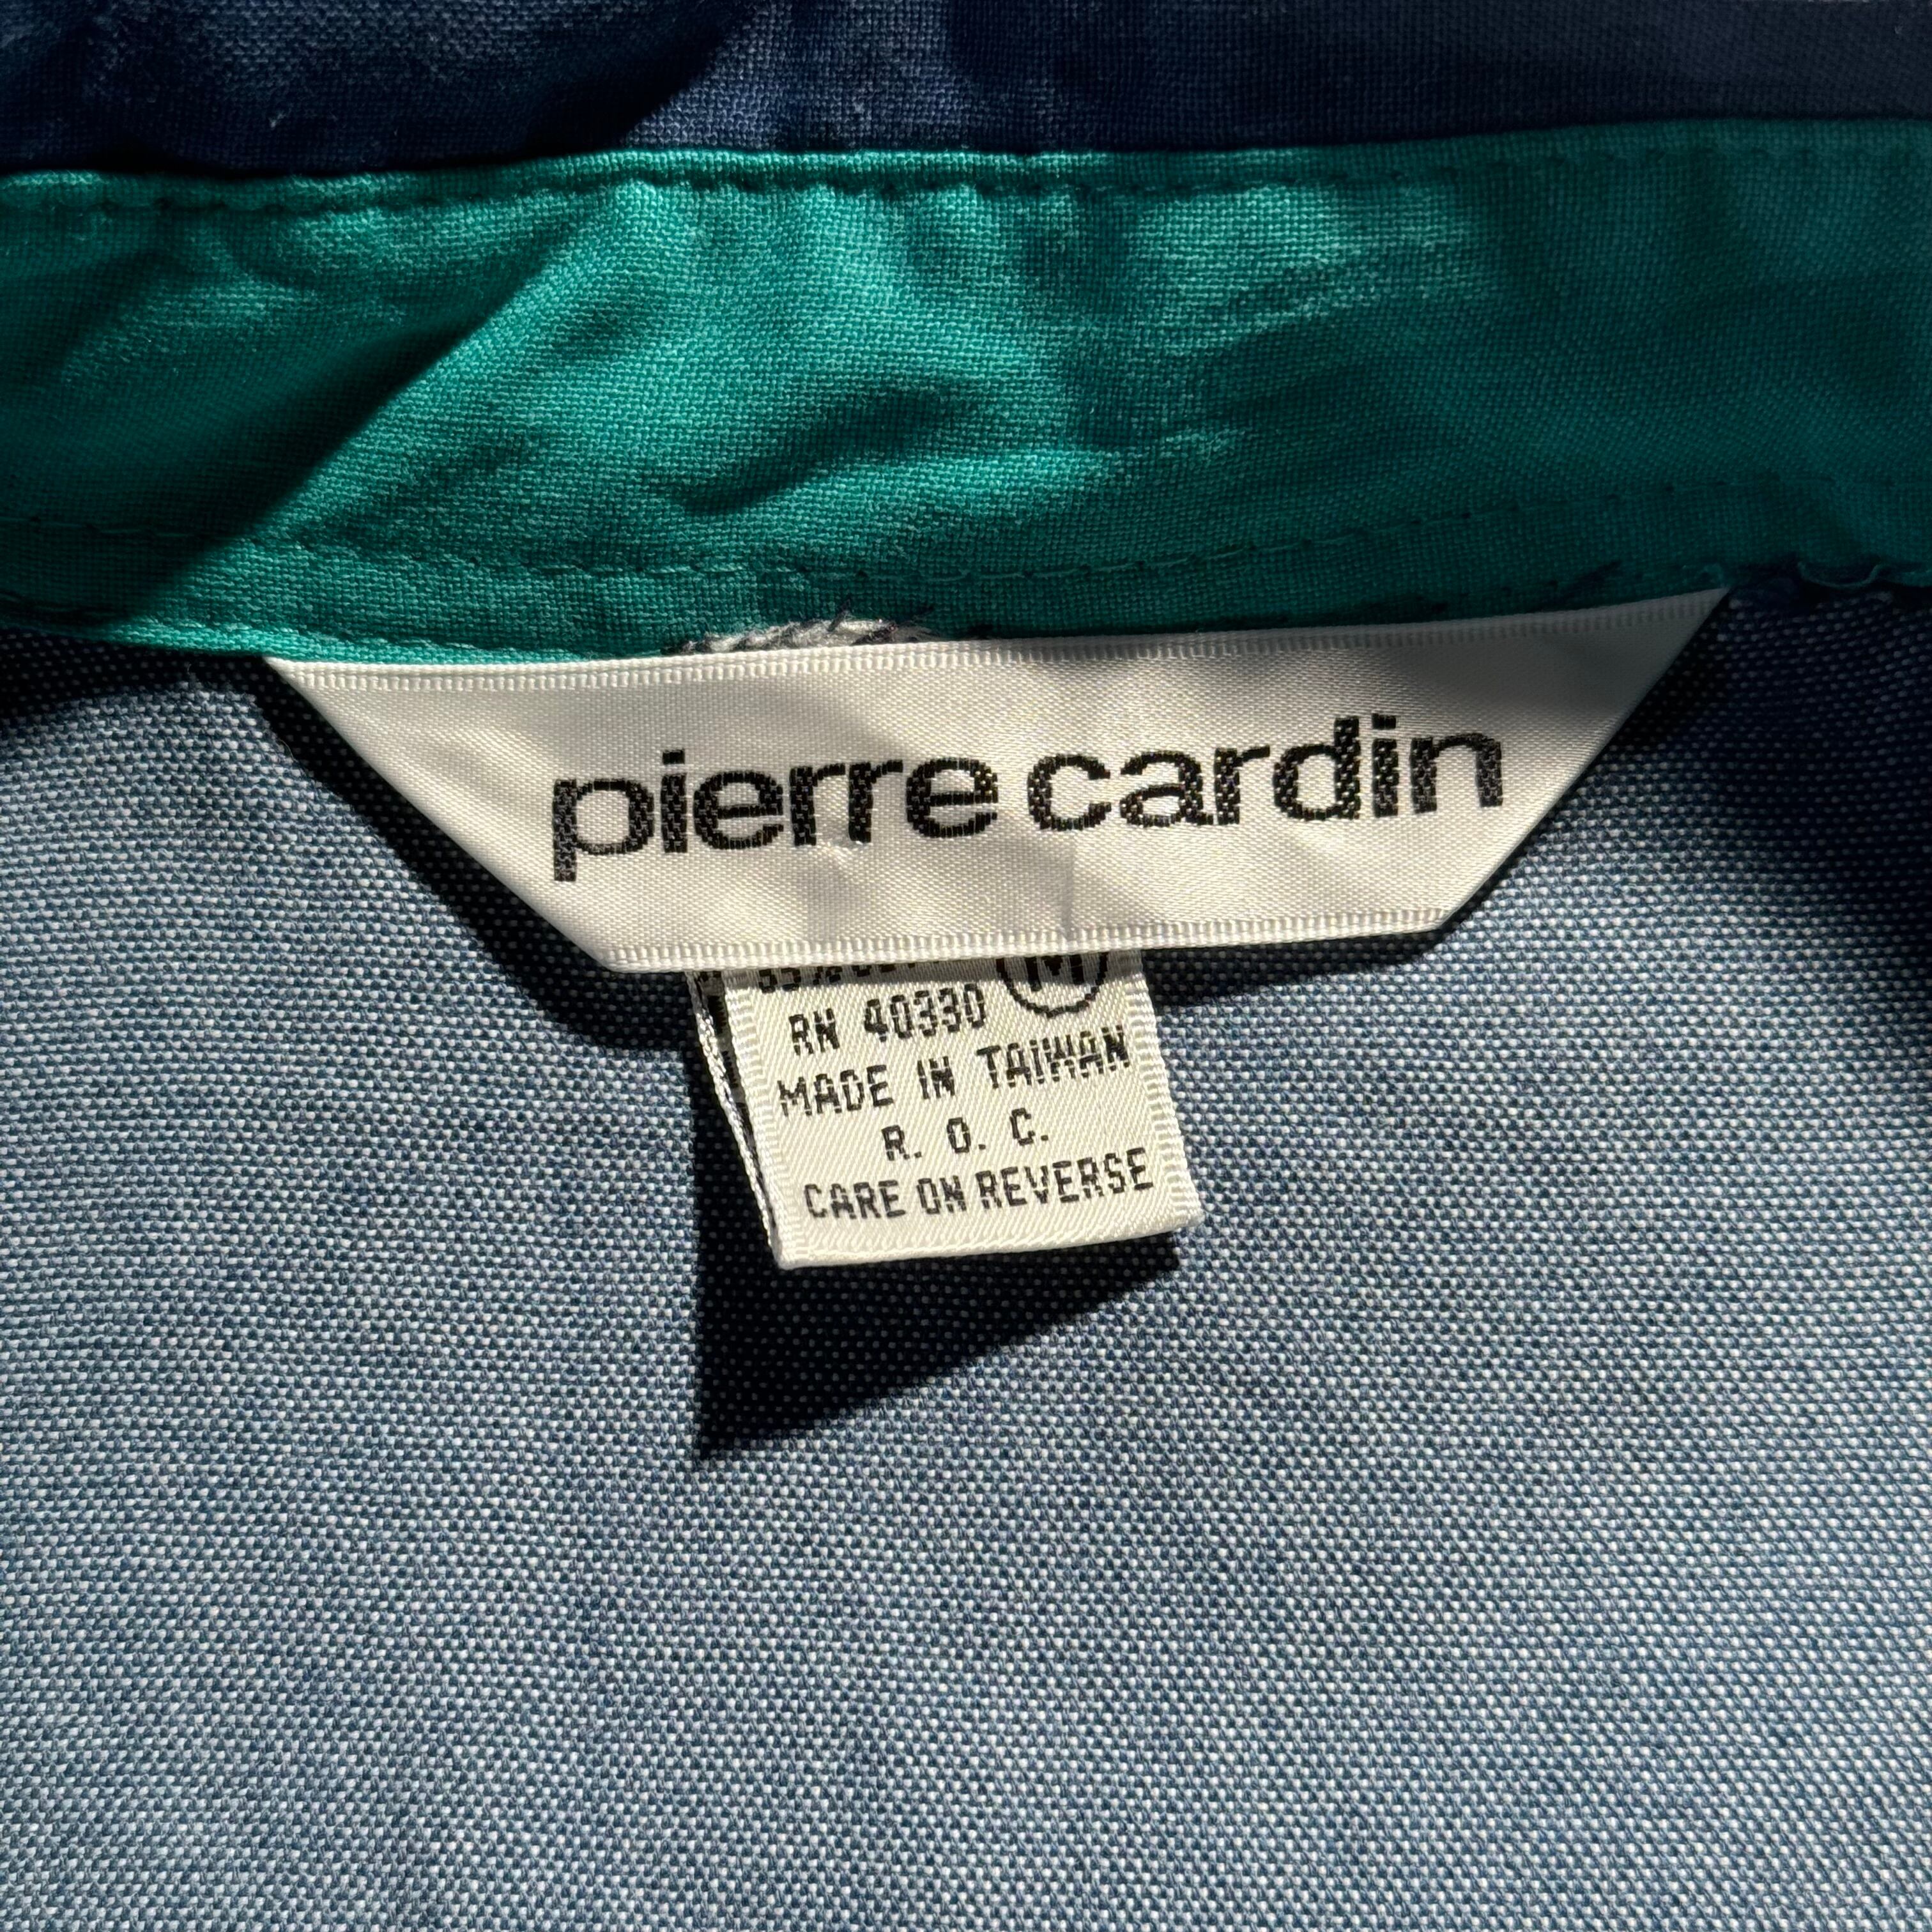 pierre cardin
M
RN 40330
MADE IN TAIWAN
R. O. C.
CARE ON REVERSE